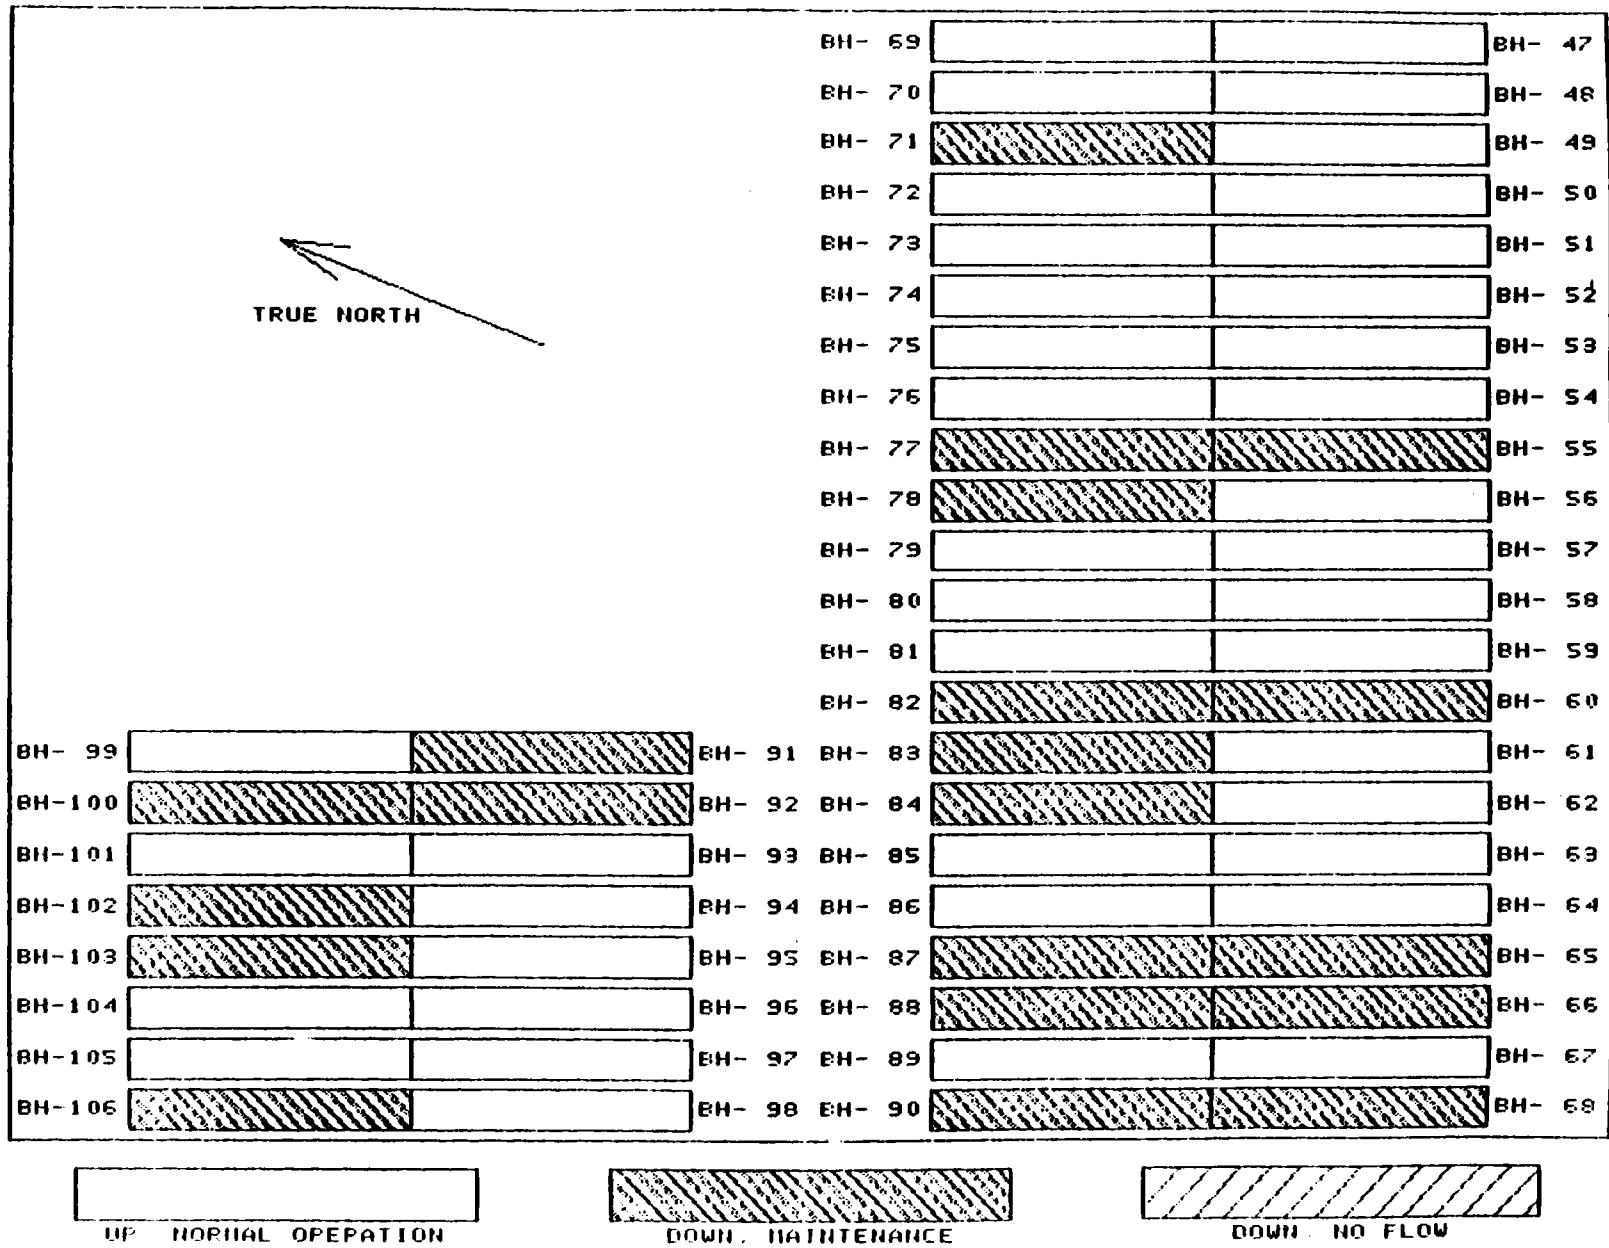 BH- 69 BH- 47
BH- 70 BH- 48
BH- 71 BH- 49
BH- 72 BH- 50
BH- 73 BH- 51
BH- 74 BH- 52
TRUE NORTH
BH- 75 BH- 53
BH- 76 BH- 54
BH- 77 BH- 55
BH- 78 BH- 56
BH- 79 BH- 57
BH- 80 BH- 58
BH- 81 BH- 59
BH- 82 BH- 60
BH- 99 BH- 91 BH- 83 BH- 61
BH-100 BH- 92 BH- 84 BH- 62
BH-101 BH- 93 BH- 85 BH- 63
BH-102 BH- 94 BH- 86 BH- 64
BH-103 BH- 95 BH- 87 BH- 65
BH-104 BH- 96 BH- 88 BH- 66
BH-105 BH- 97 BH- 89 BH- 67
BH-106 BH- 98 BH- 90 BH- 68
UP NORMAL OPERATION
DOWN, MAINTENANCE
DOWN NO FLOW